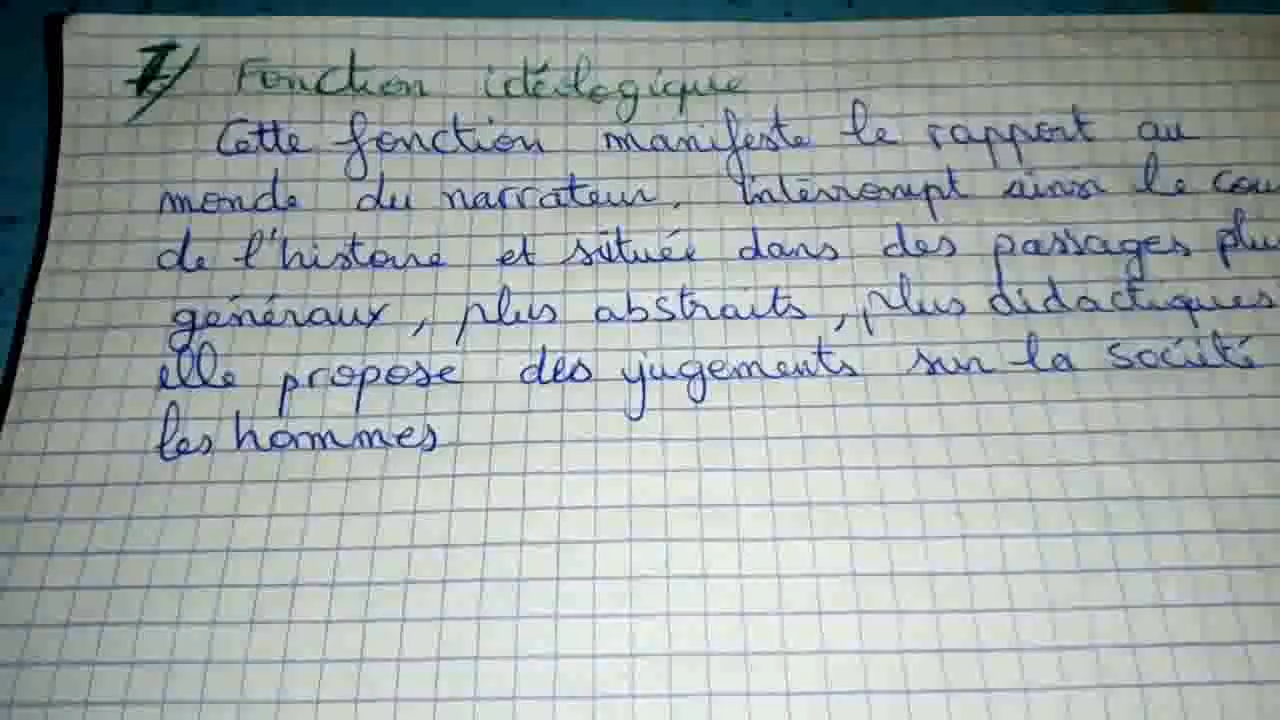 7/ Fonction idéologique
Cette fonction manifeste le rapport au
monde du narrateur. Interrompt ainsi le cou
de l'histoire et située dans des passages plu
généraux, plus abstraits, plus didactiques
elle propose des jugements sur la société
les hommes